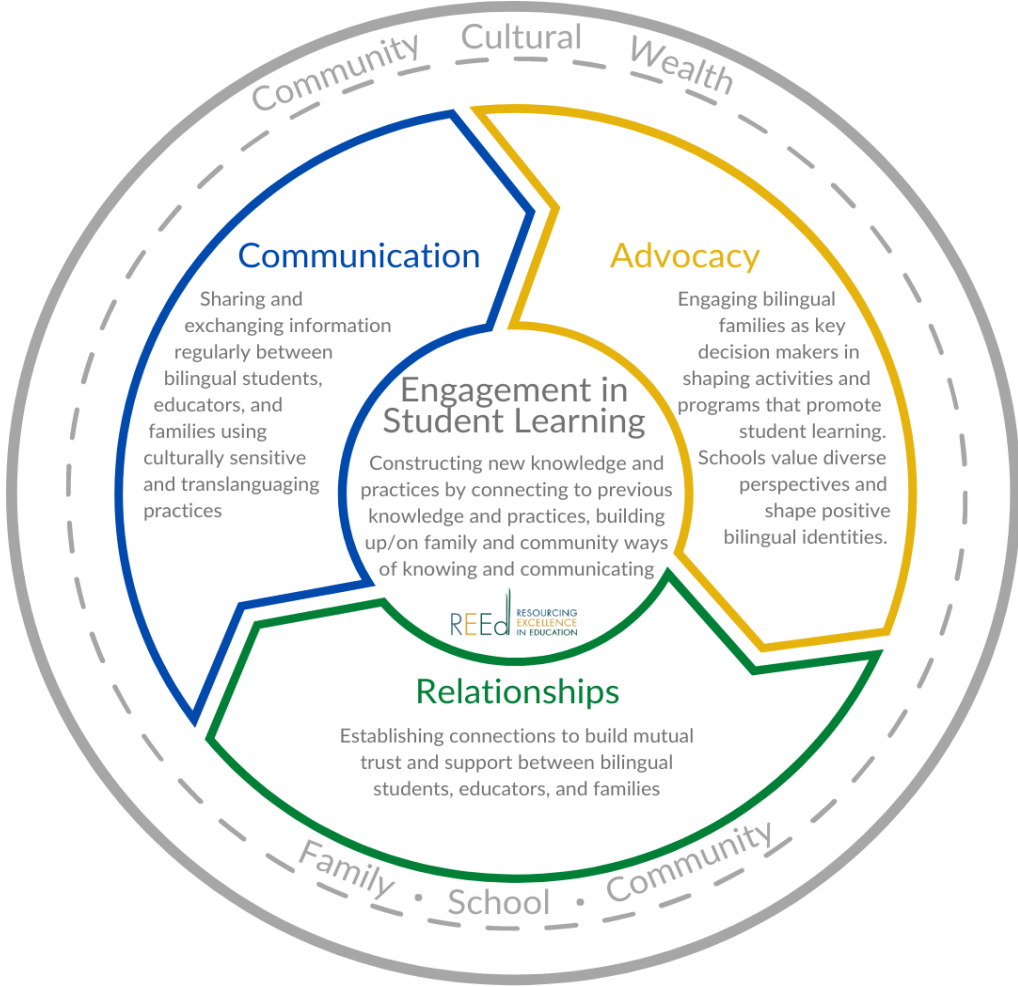 Community Cultural Wealth
Communication
Sharing and
exchanging information
regularly between
bilingual students,
educators, and
families using
culturally sensitive
and translanguaging
practices
Advocacy
Engaging bilingual
families as key
decision makers in
shaping activities and
programs that promote
student learning.
Schools value diverse
perspectives and
shape positive
bilingual identities.
Engagement in
Student Learning
Constructing new knowledge and
practices by connecting to previous
knowledge and practices, building
up/on family and community ways
of knowing and communicating
REEd
RESOURCING
EXCELLENCE
IN EDUCATION
Relationships
Establishing connections to build mutual
trust and support between bilingual
students, educators, and families
Family • School • Community